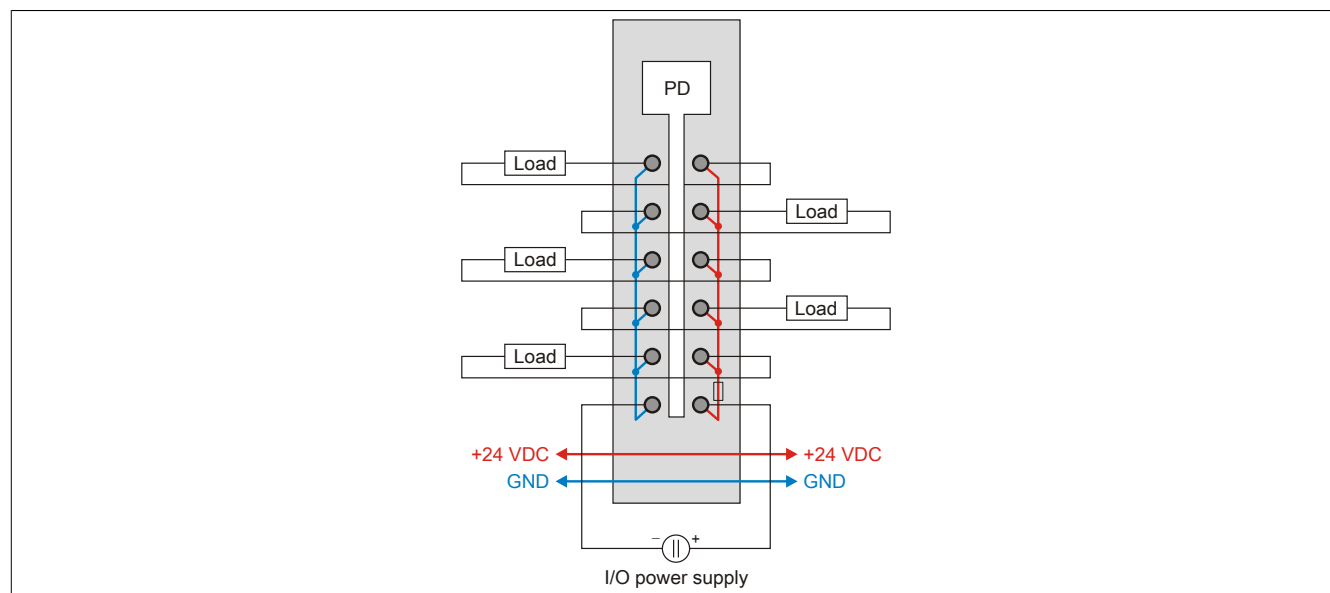 PD
Load
Load
Load
Load
Load
+24 VDC +24 VDC
GND GND
– +
I/O power supply